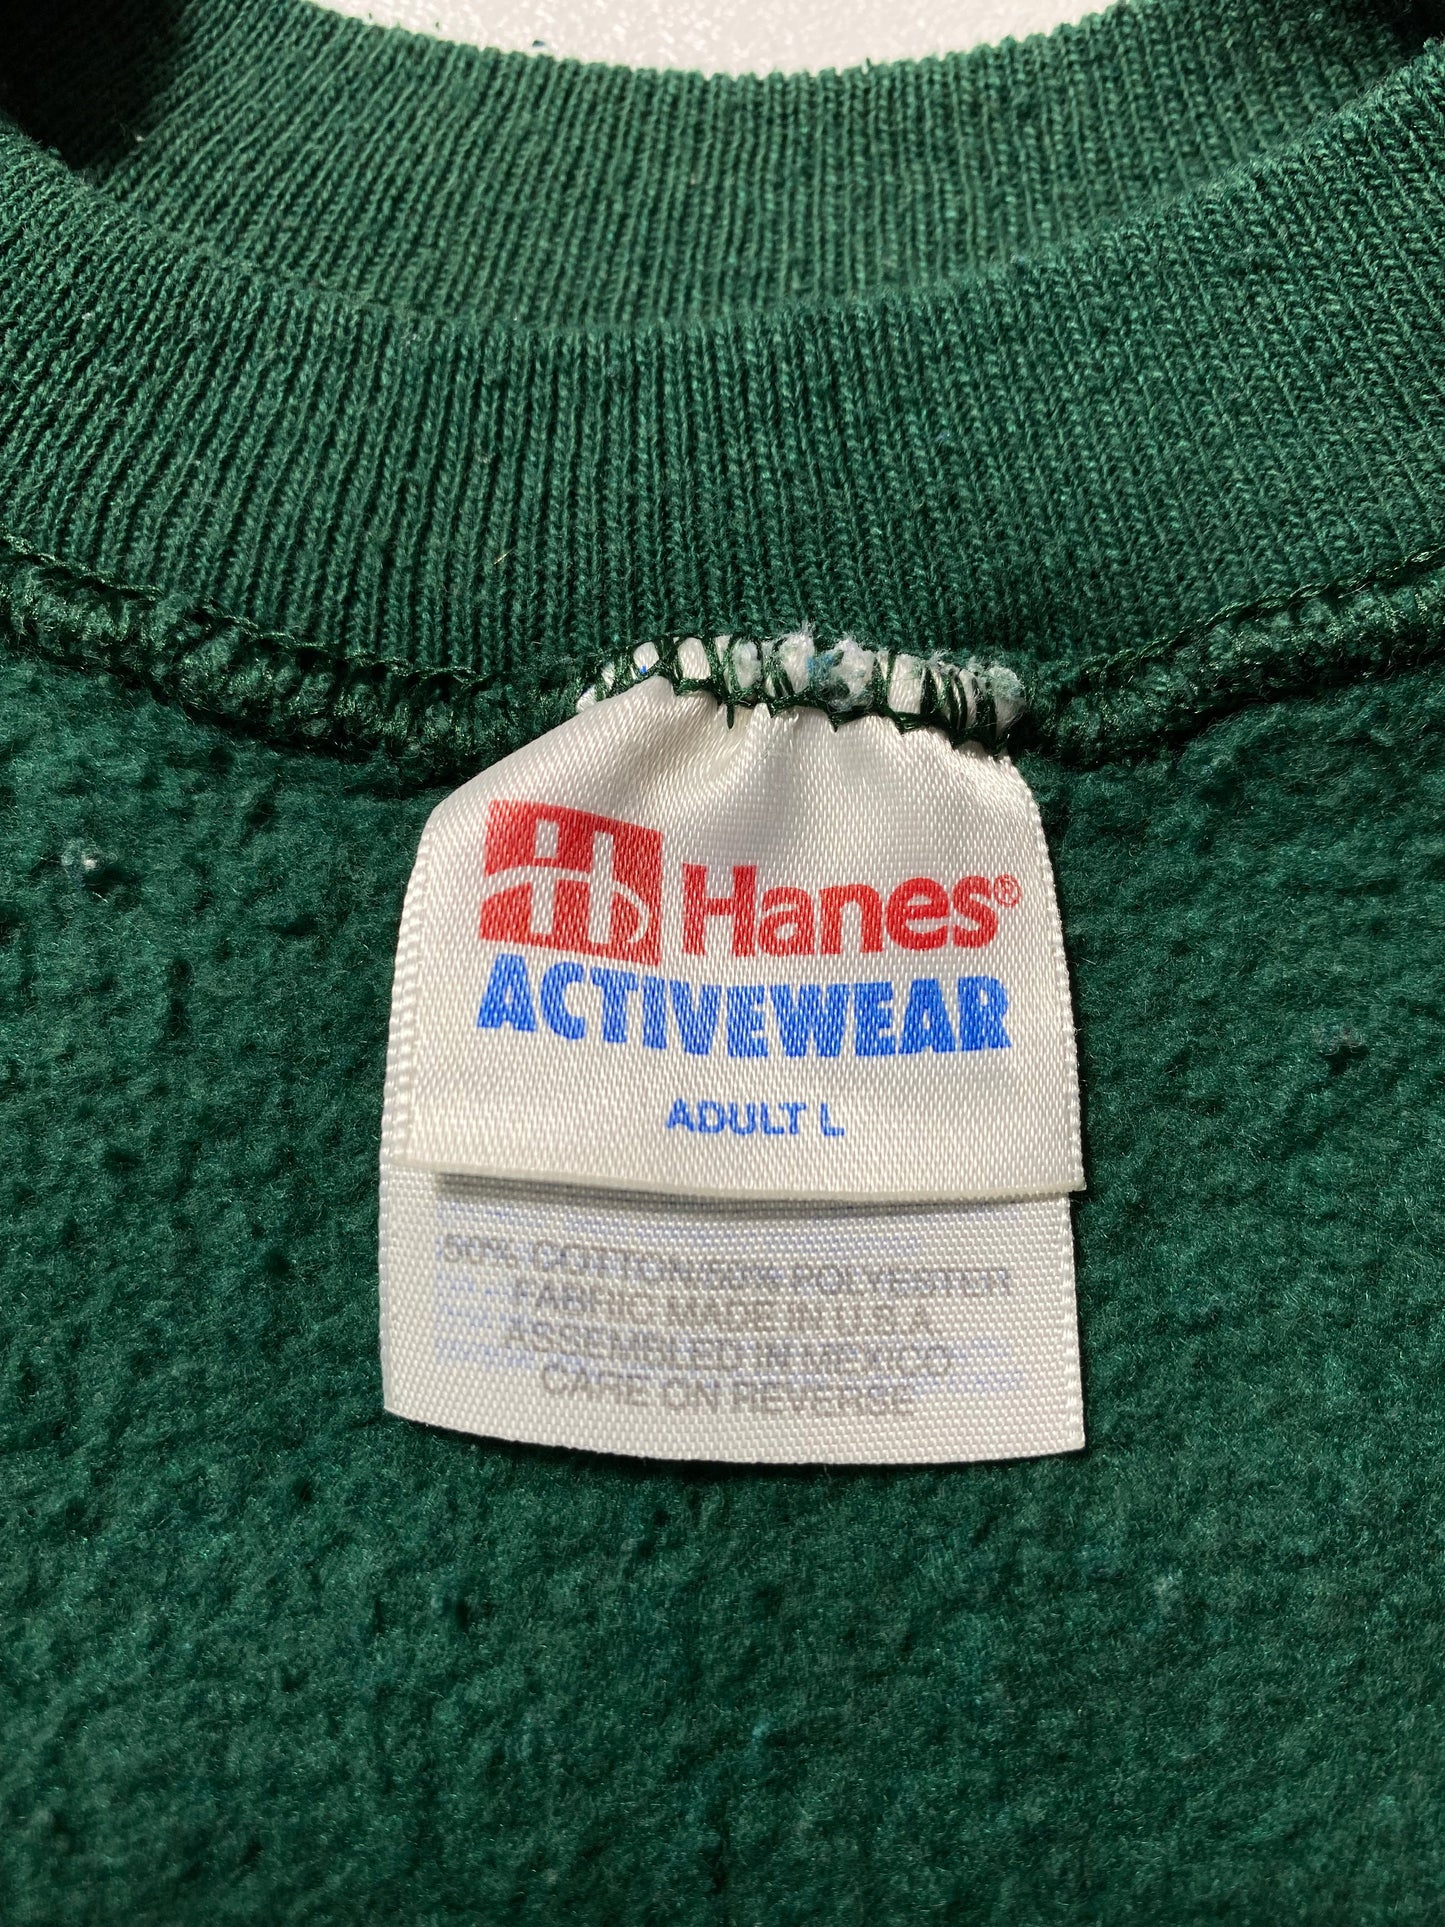 Hanes®
ACTIVEWEAR
ADULT L
50% COTTON 50% POLYESTER
FABRIC MADE IN U.S.A
ASSEMBLED IN MEXICO
CARE ON REVERSE